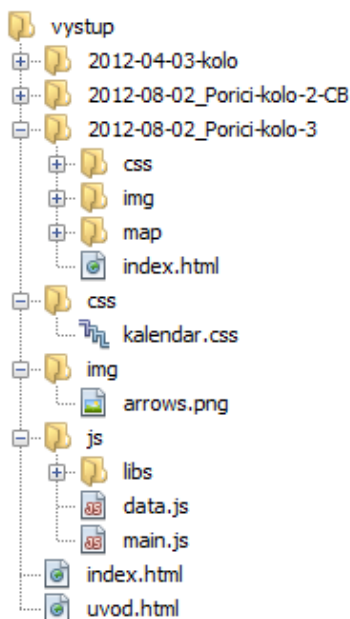 vystup
2012-04-03-kolo
2012-08-02_Porici-kolo-2-CB
2012-08-02_Porici-kolo-3
css
img
map
index.html
css
kalendar.css
img
arrows.png
js
libs
data.js
main.js
index.html
uvod.html